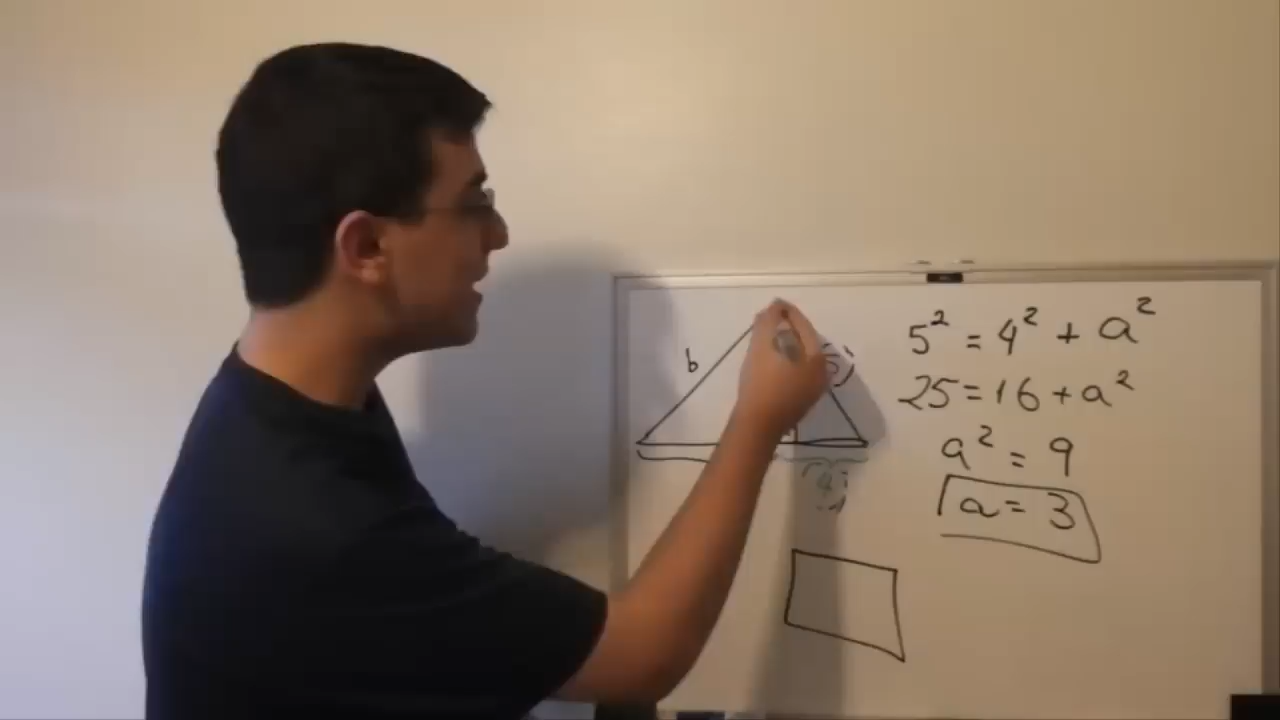 b
5
4
5² = 4² + a²
25 = 16 + a²
a² = 9
a = 3